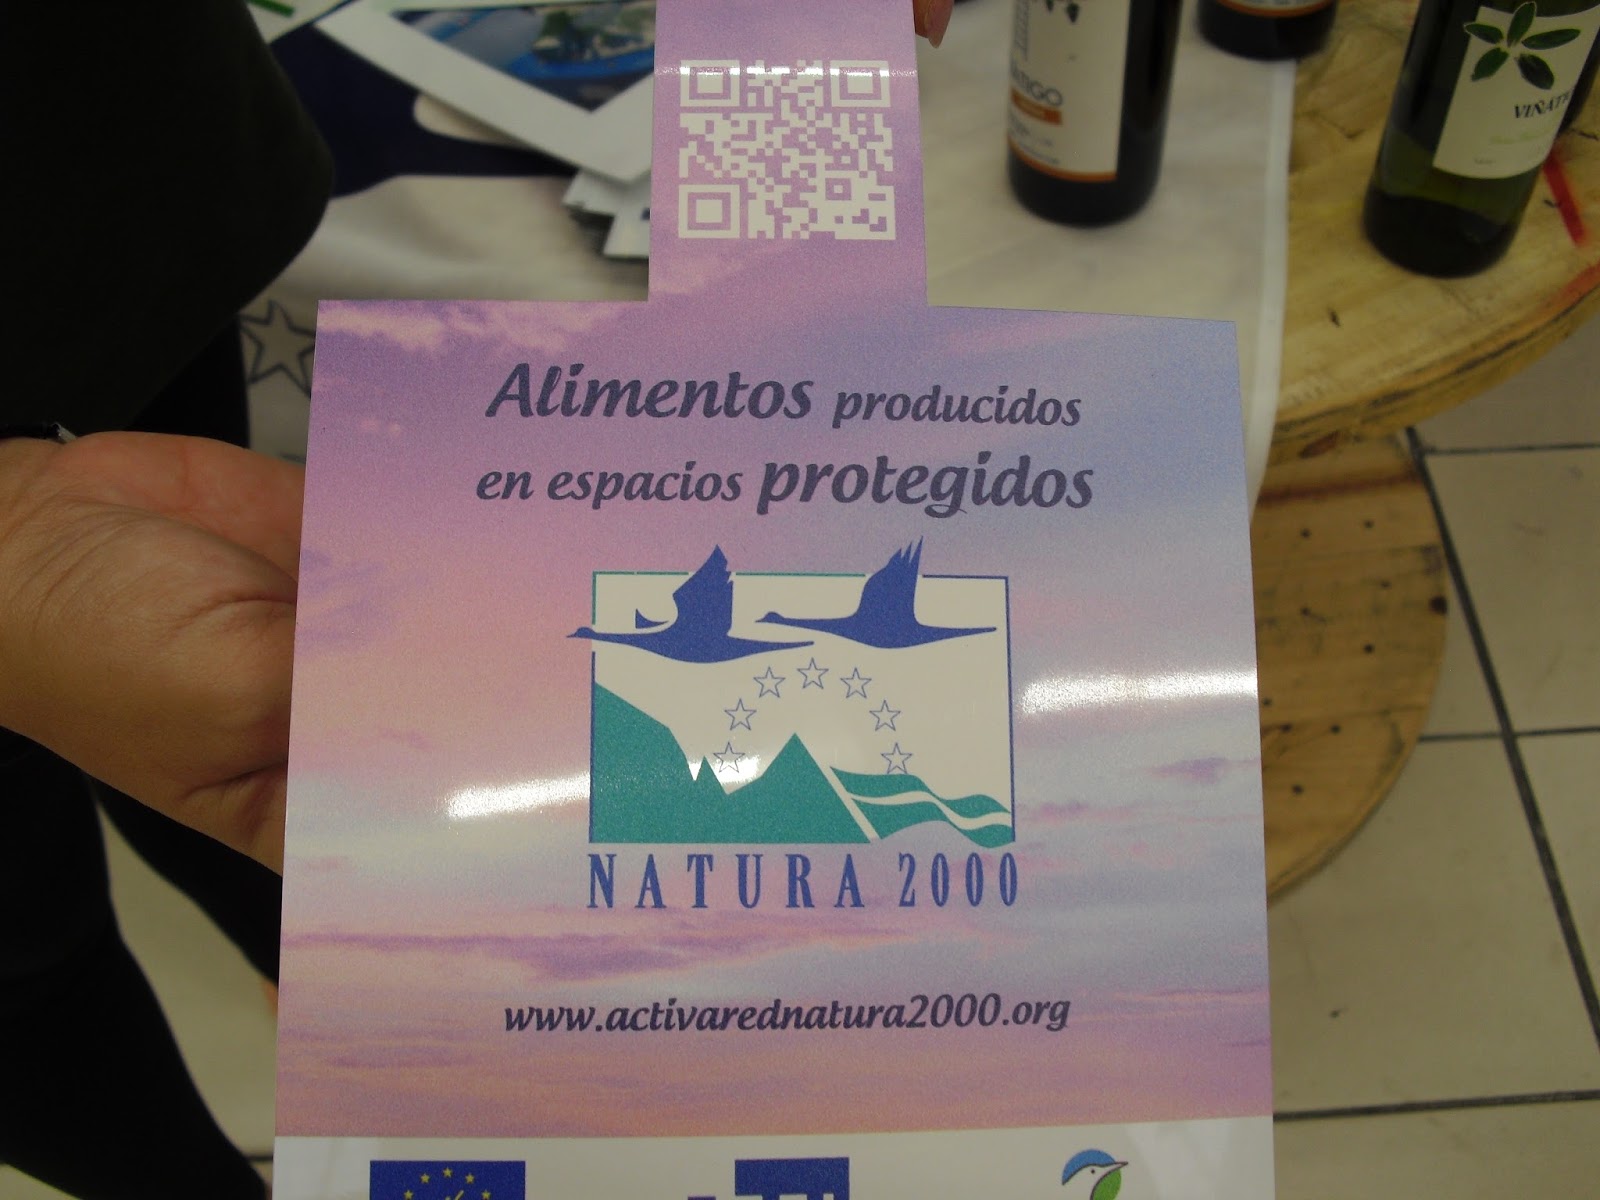 Alimentos producidos
en espacios protegidos
NATURA 2000
www.activarednatura2000.org